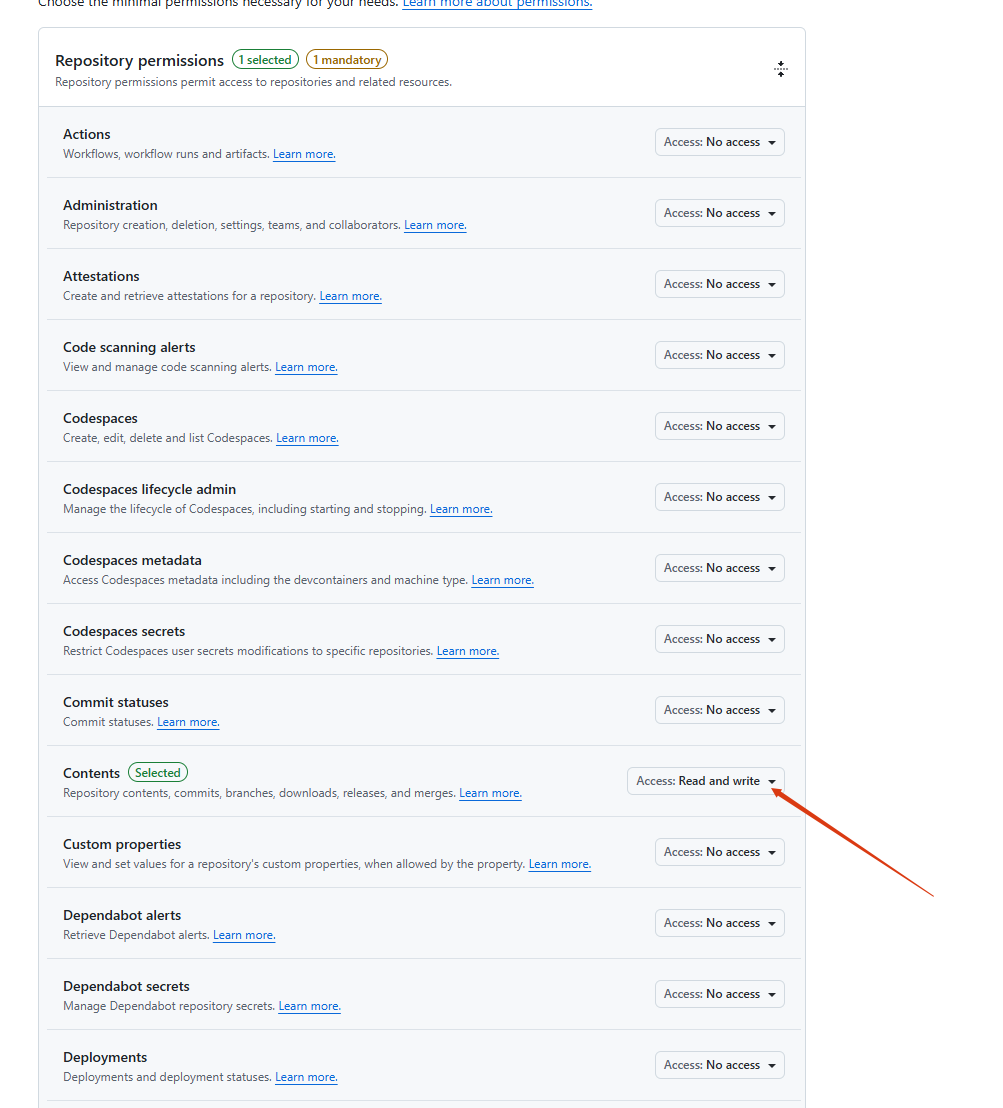 Choose the minimal permissions necessary for your needs. Learn more about permissions.
Repository permissions 1 selected 1 mandatory
Repository permissions permit access to repositories and related resources.
Actions
Workflows, workflow runs and artifacts. Learn more.
Access: No access
Administration
Repository creation, deletion, settings, teams, and collaborators. Learn more.
Access: No access
Attestations
Create and retrieve attestations for a repository. Learn more.
Access: No access
Code scanning alerts
View and manage code scanning alerts. Learn more.
Access: No access
Codespaces
Create, edit, delete and list Codespaces. Learn more.
Access: No access
Codespaces lifecycle admin
Manage the lifecycle of Codespaces, including starting and stopping. Learn more.
Access: No access
Codespaces metadata
Access Codespaces metadata including the devcontainers and machine type. Learn more.
Access: No access
Codespaces secrets
Restrict Codespaces user secrets modifications to specific repositories. Learn more.
Access: No access
Commit statuses
Commit statuses. Learn more.
Access: No access
Contents Selected
Repository contents, commits, branches, downloads, releases, and merges. Learn more.
Access: Read and write
Custom properties
View and set values for a repository's custom properties, when allowed by the property. Learn more.
Access: No access
Dependabot alerts
Retrieve Dependabot alerts. Learn more.
Access: No access
Dependabot secrets
Manage Dependabot repository secrets. Learn more.
Access: No access
Deployments
Deployments and deployment statuses. Learn more.
Access: No access